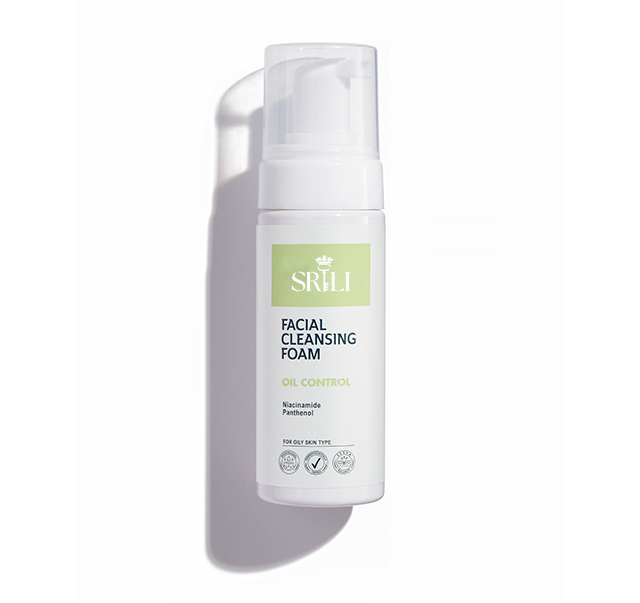 SRILI
FACIAL
CLEANSING
FOAM
OIL CONTROL
Niacinamide
Panthenol
FOR OILY SKIN TYPE